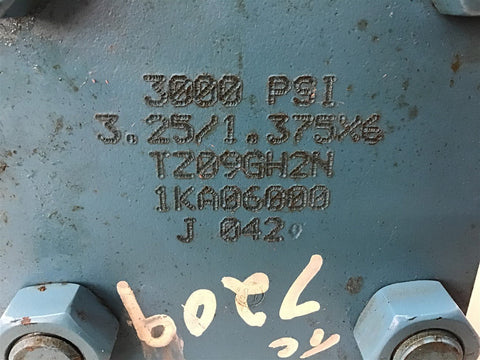 3000 PSI
3.25/1.375X6
TZ09GH2N
1KA06000
J 042
7209